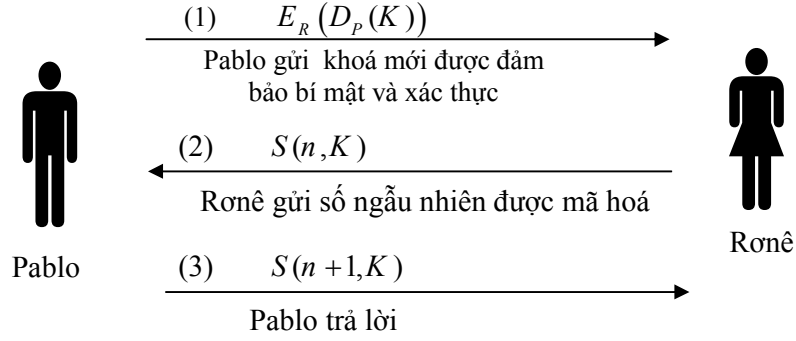 (1) E_R(D_P(K))
Pablo gửi khoá mới được đảm
bảo bí mật và xác thực
(2) S(n,K)
Rơnê gửi số ngẫu nhiên được mã hoá
Pablo
Rơnê
(3) S(n+1,K)
Pablo trả lời